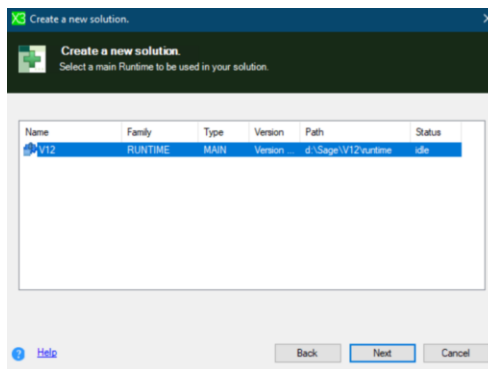 X3 Create a new solution.
Create a new solution.
Select a main Runtime to be used in your solution.
Name Family Type Version Path Status
V12 RUNTIME MAIN Version ... d:\Sage\V12\runtime idle
? Help Back Next Cancel